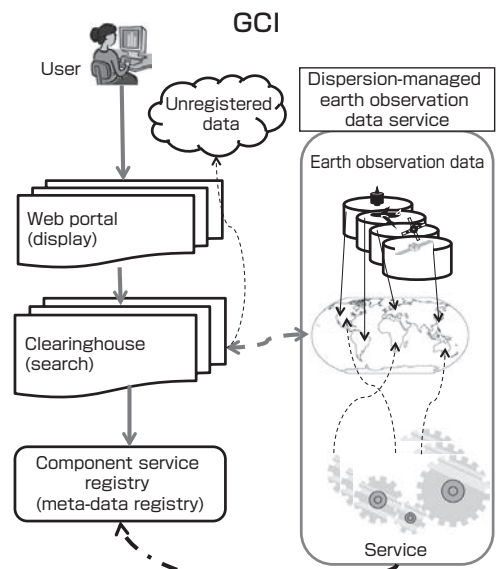 GCI
User
Unregistered
data
Dispersion-managed
earth observation
data service
Earth observation data
Web portal
(display)
Clearinghouse
(search)
Component service
registry
(meta-data registry)
Service